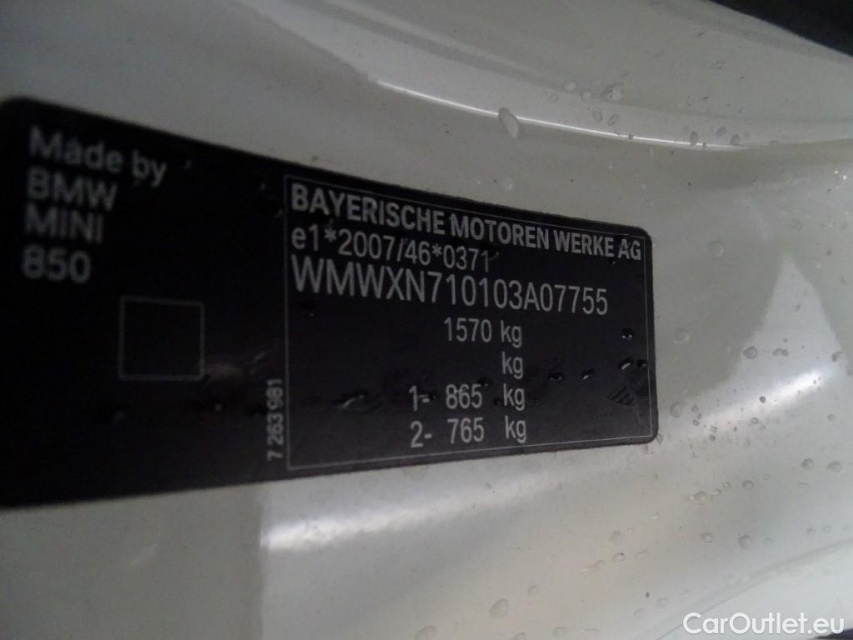 Made by
BMW
MINI
850
7 263 981
BAYERISCHE MOTOREN WERKE AG
e1*2007/46*0371
WMWXN710103A07755
1570 kg
kg
1- 865 kg
2- 765 kg
CarOutlet.eu